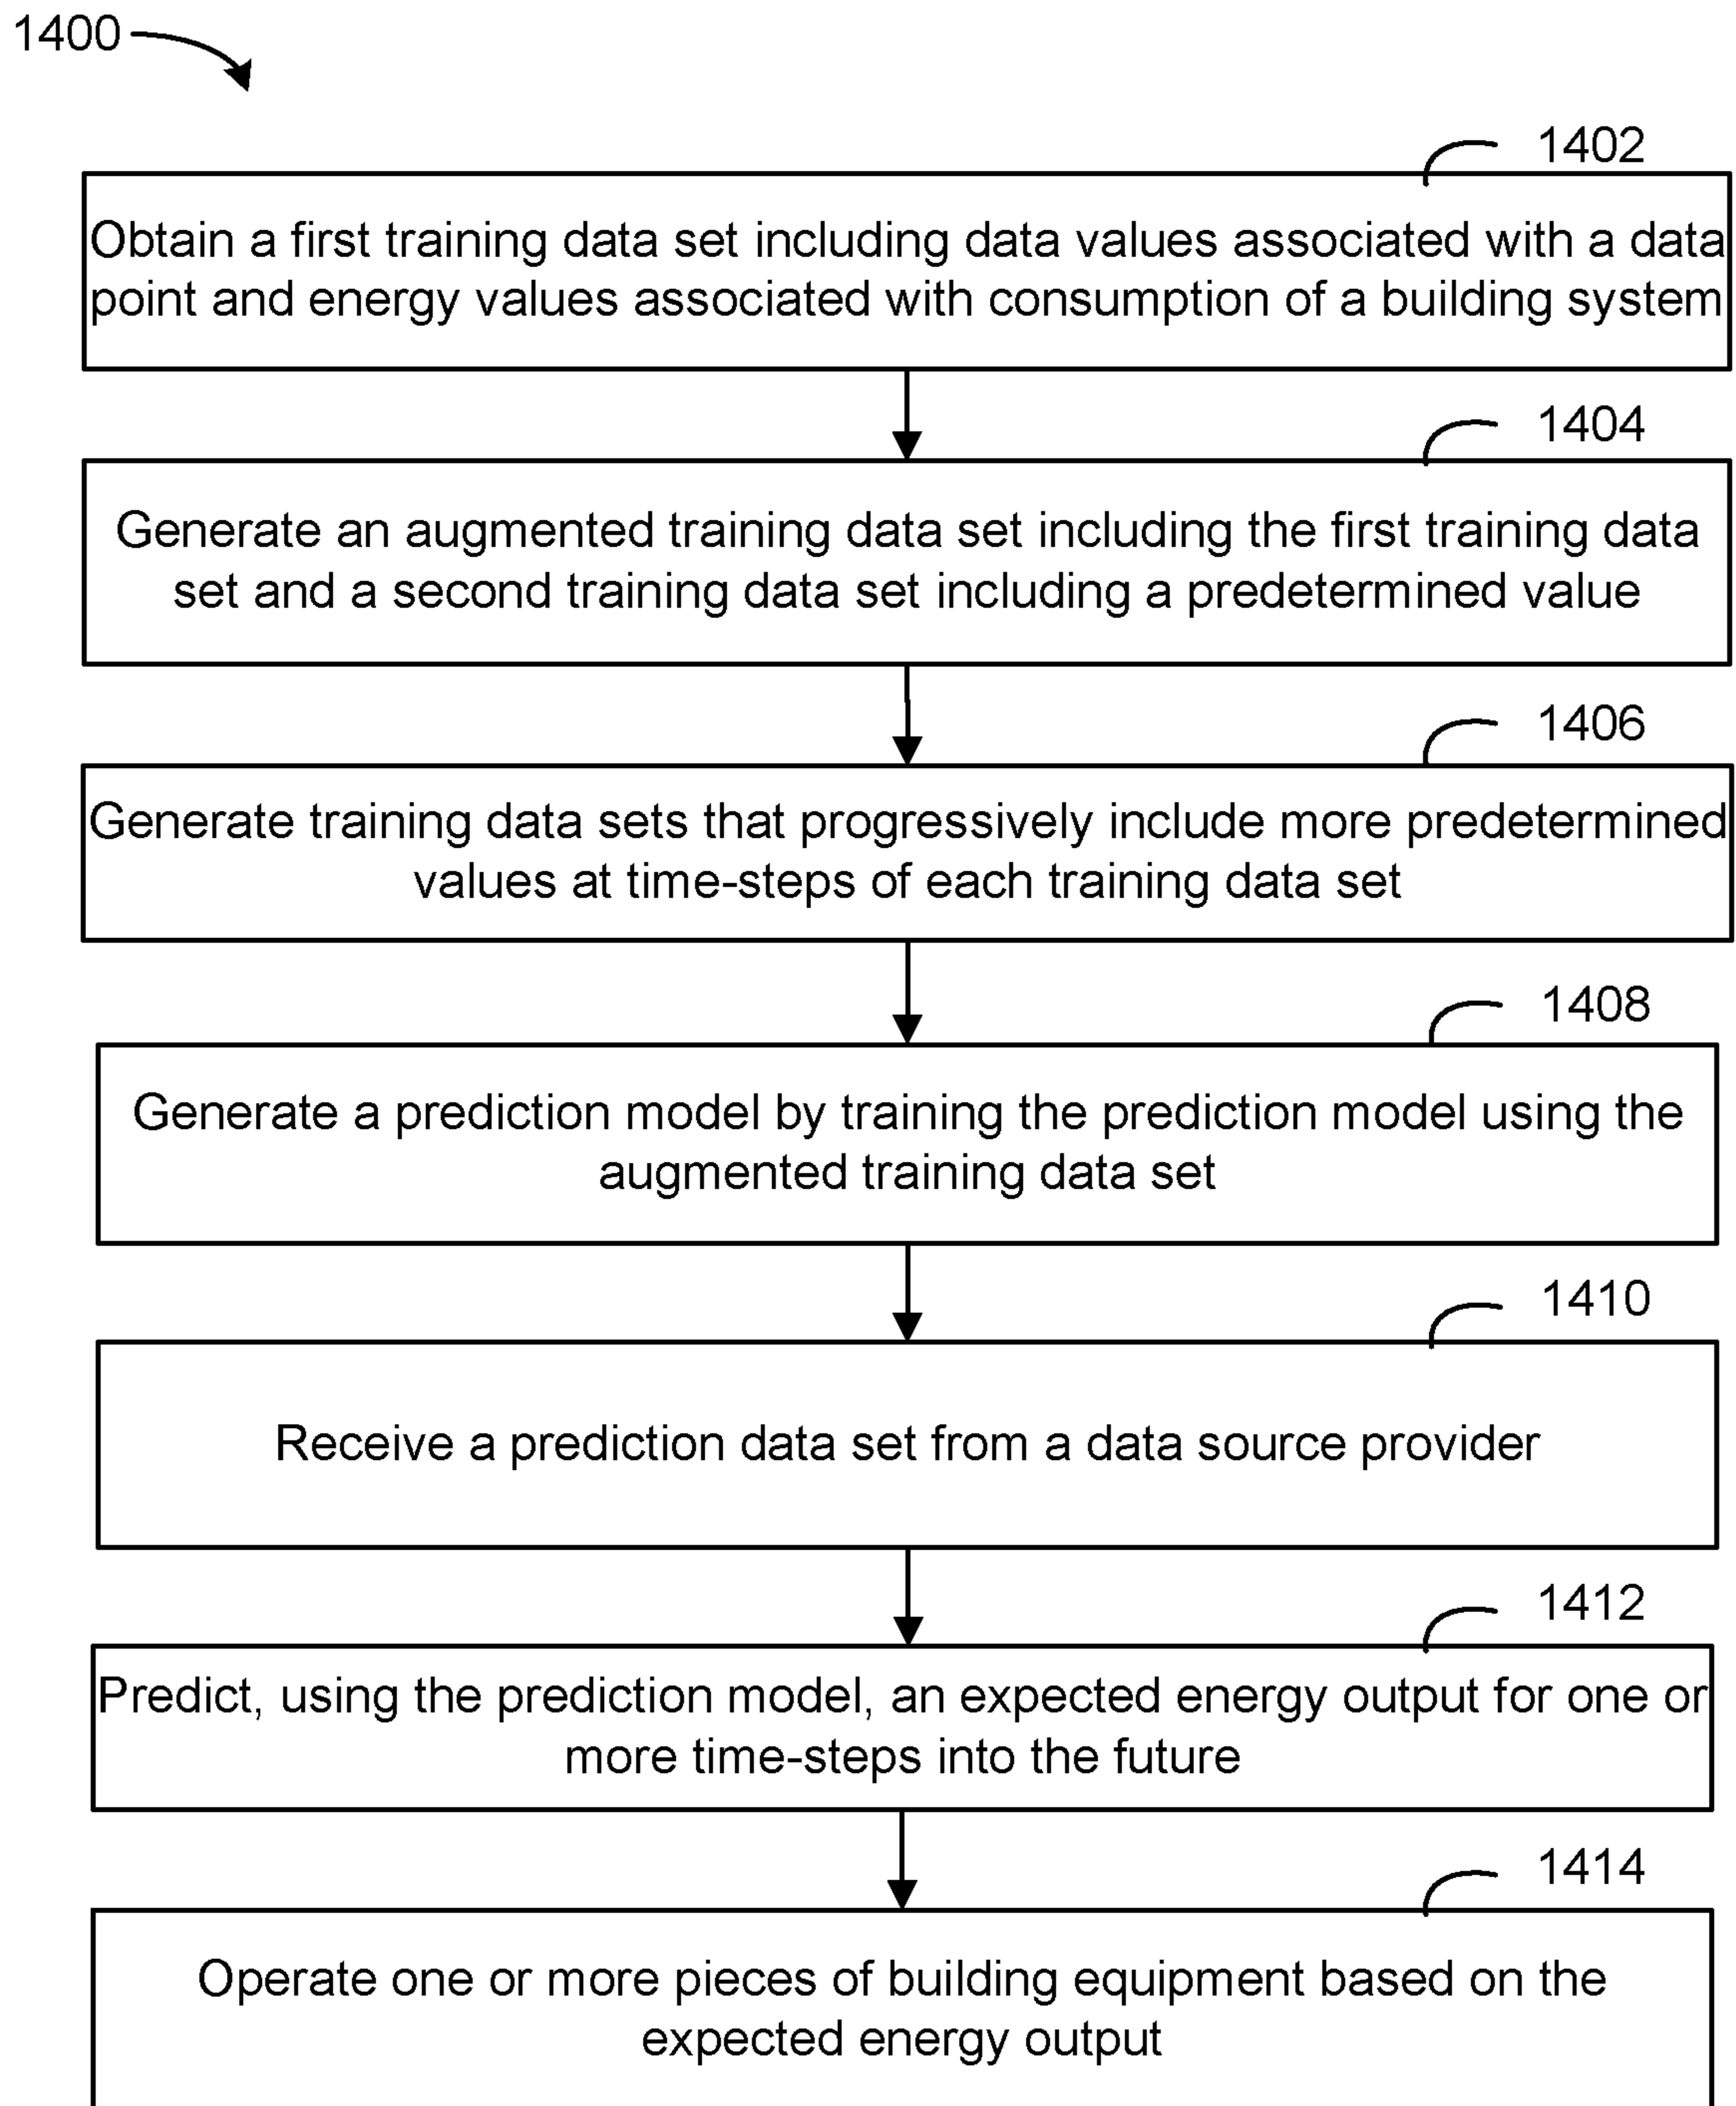 1400
1402
Obtain a first training data set including data values associated with a data
point and energy values associated with consumption of a building system
1404
Generate an augmented training data set including the first training data
set and a second training data set including a predetermined value
1406
Generate training data sets that progressively include more predetermined
values at time-steps of each training data set
1408
Generate a prediction model by training the prediction model using the
augmented training data set
1410
Receive a prediction data set from a data source provider
1412
Predict, using the prediction model, an expected energy output for one or
more time-steps into the future
1414
Operate one or more pieces of building equipment based on the
expected energy output